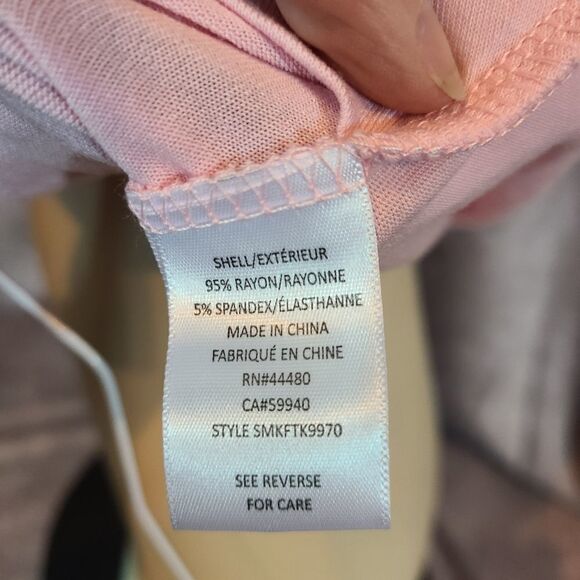 SHELL/EXTÉRIEUR
95% RAYON/RAYONNE
5% SPANDEX/ÉLASTHANNE
MADE IN CHINA
FABRIQUÉ EN CHINE
RN#44480
CA#59940
STYLE SMKFTK9970
SEE REVERSE
FOR CARE